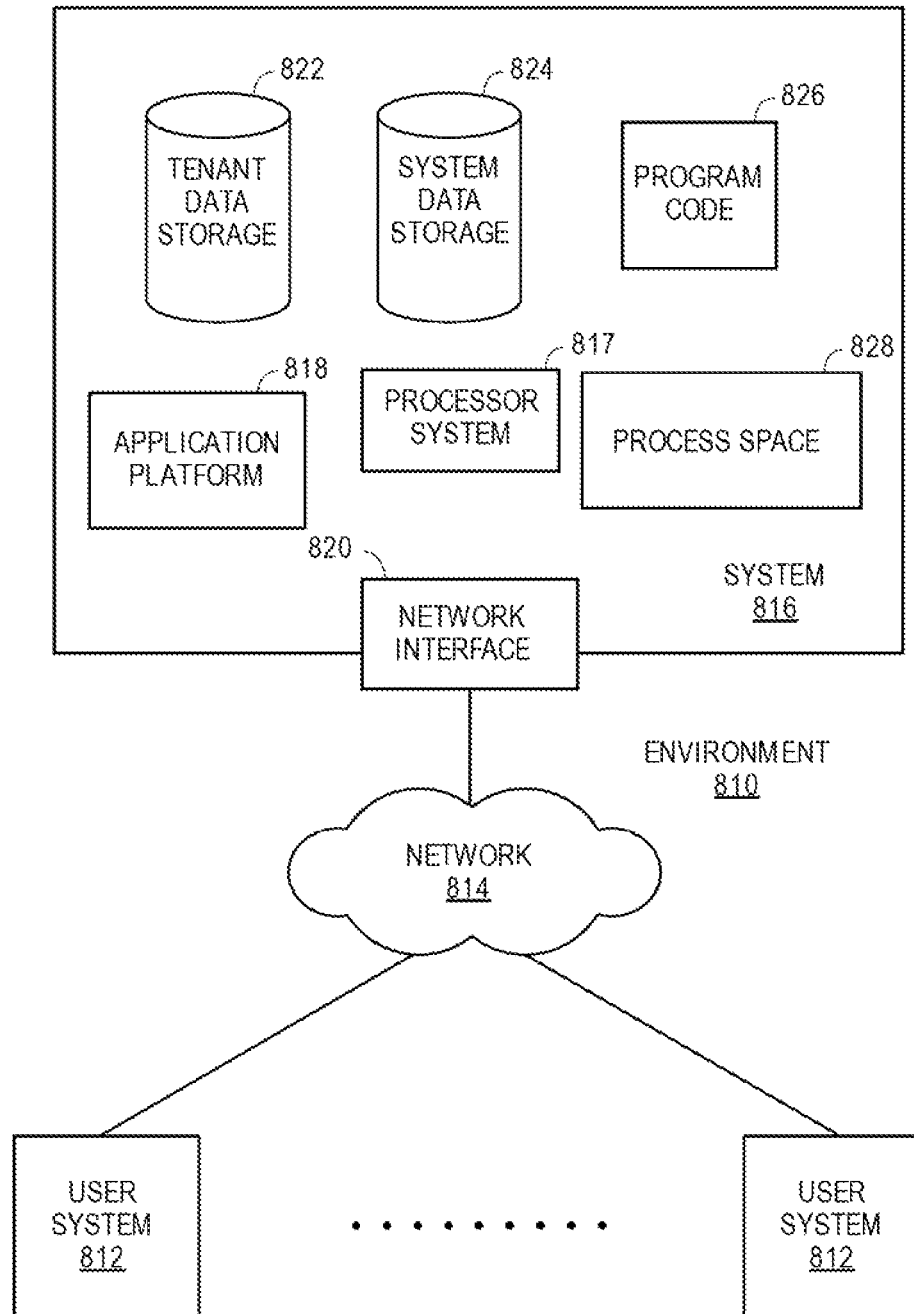 822
824
826
TENANT
DATA
STORAGE
SYSTEM
DATA
STORAGE
PROGRAM
CODE
818
817
828
APPLICATION
PLATFORM
PROCESSOR
SYSTEM
PROCESS SPACE
820
NETWORK
INTERFACE
SYSTEM
816
ENVIRONMENT
810
NETWORK
814
USER
SYSTEM
812
USER
SYSTEM
812